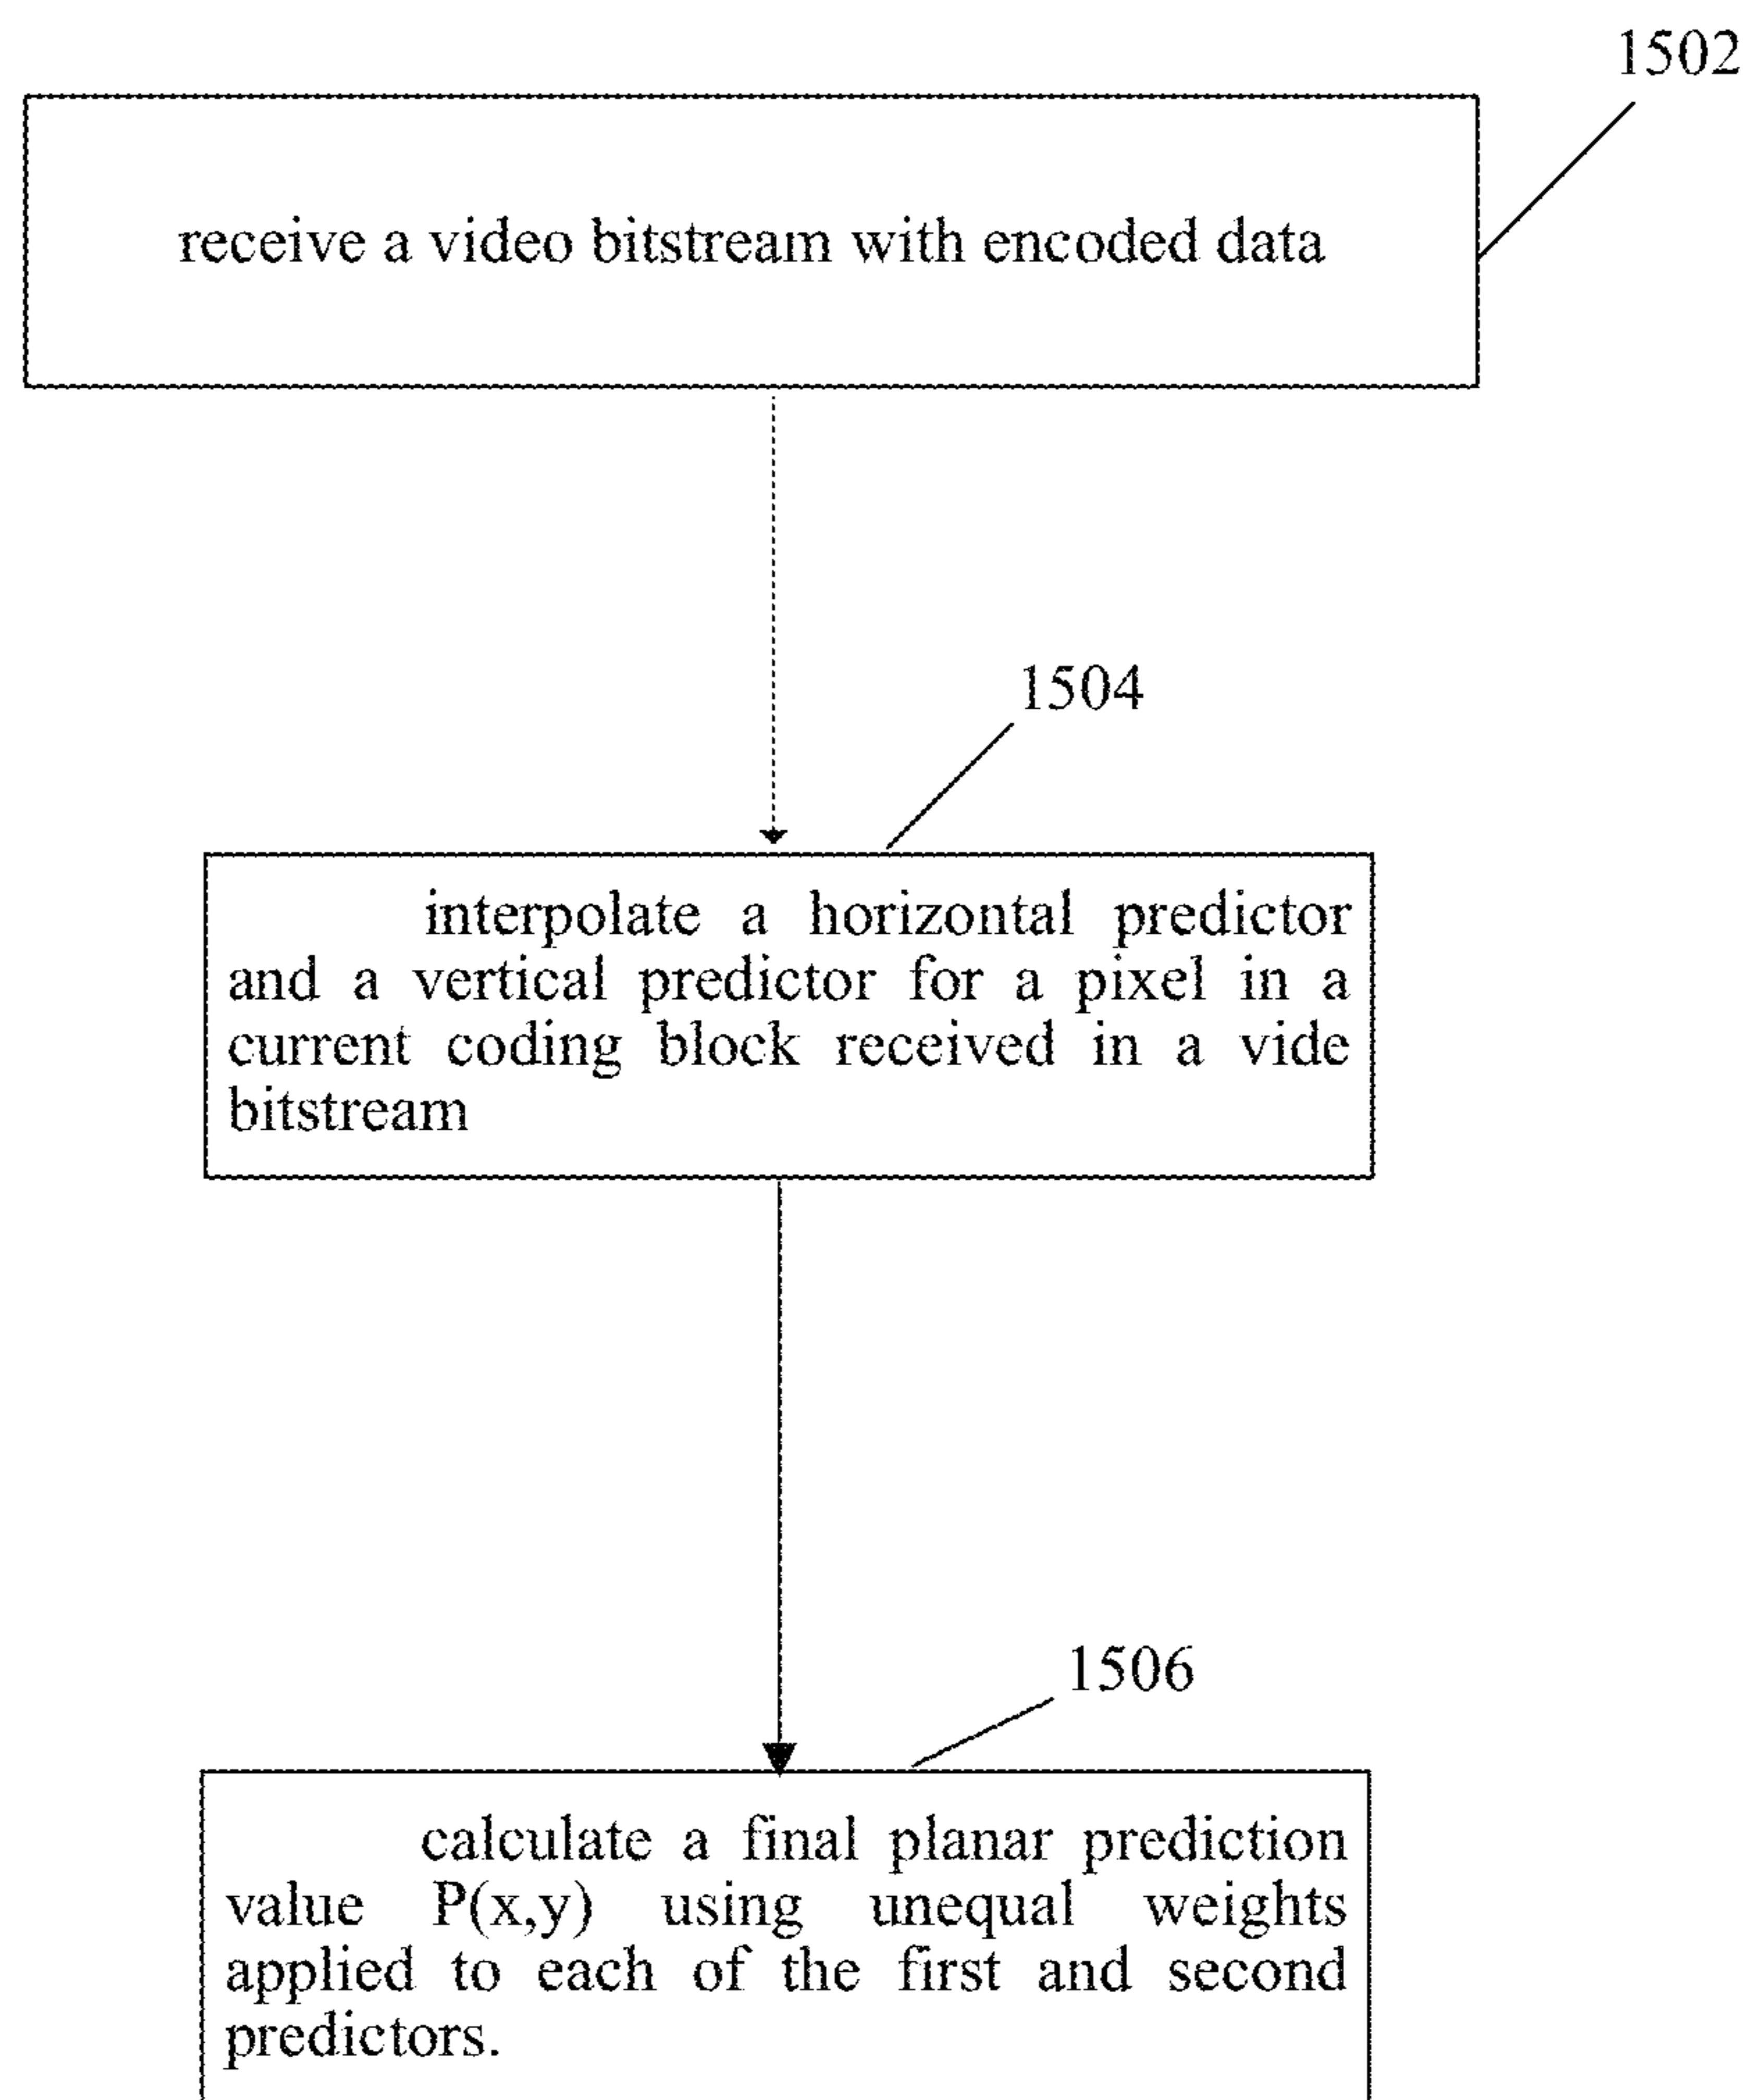 1502
receive a video bitstream with encoded data
1504
interpolate a horizontal predictor
and a vertical predictor for a pixel in a
current coding block received in a vide
bitstream
1506
calculate a final planar prediction
value P(x,y) using unequal weights
applied to each of the first and second
predictors.